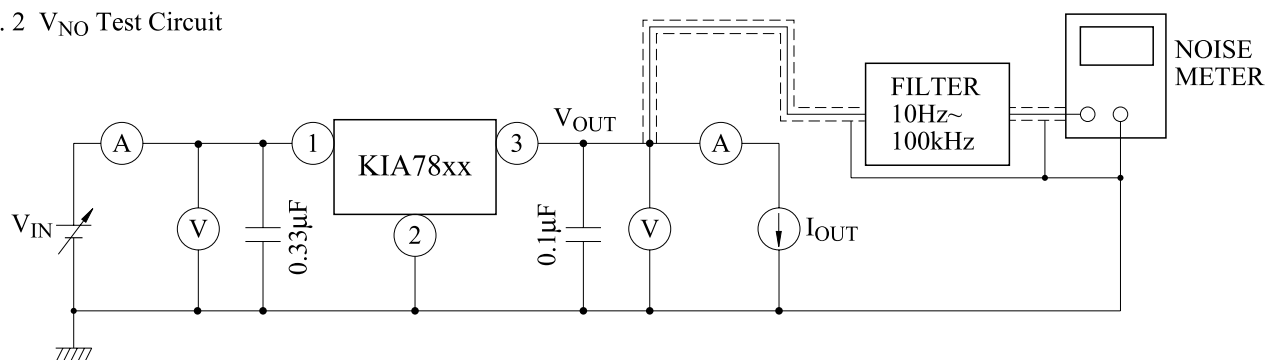 . 2 V_NO Test Circuit
NOISE
METER
FILTER
10Hz~
100kHz
V_OUT
A
1
KIA78xx
3
A
V_IN
V
0.33μF
2
0.1μF
V
I_OUT